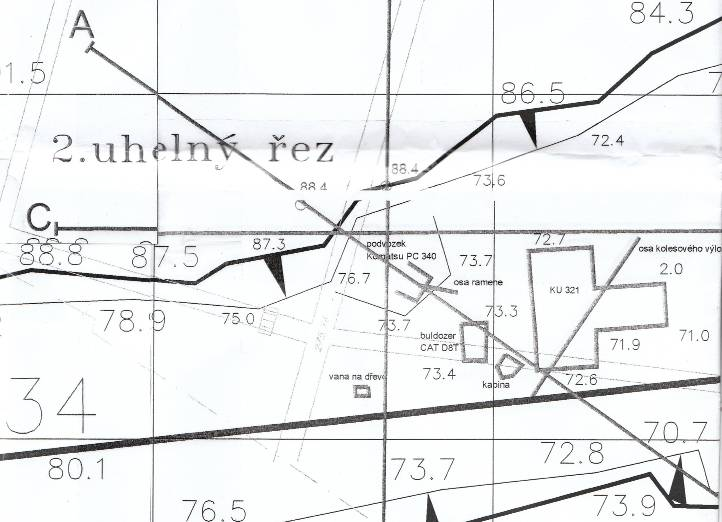 A
84.3
1.5
86.5
7
72.4
2.uhelný řez
88.4
73.6
88.4
C
88.8
87.5
87.3
podvozek
Komatsu PC 340
73.7
72.7
osa kolesového výlo
76.7
osa ramene
KU 321
2.0
78.9
75.0
73.7
73.3
71.0
buldozer
CAT D8T
71.9
73.4
vana na dřevo
kabina
72.6
34
70.7
80.1
73.7
72.8
76.5
73.9